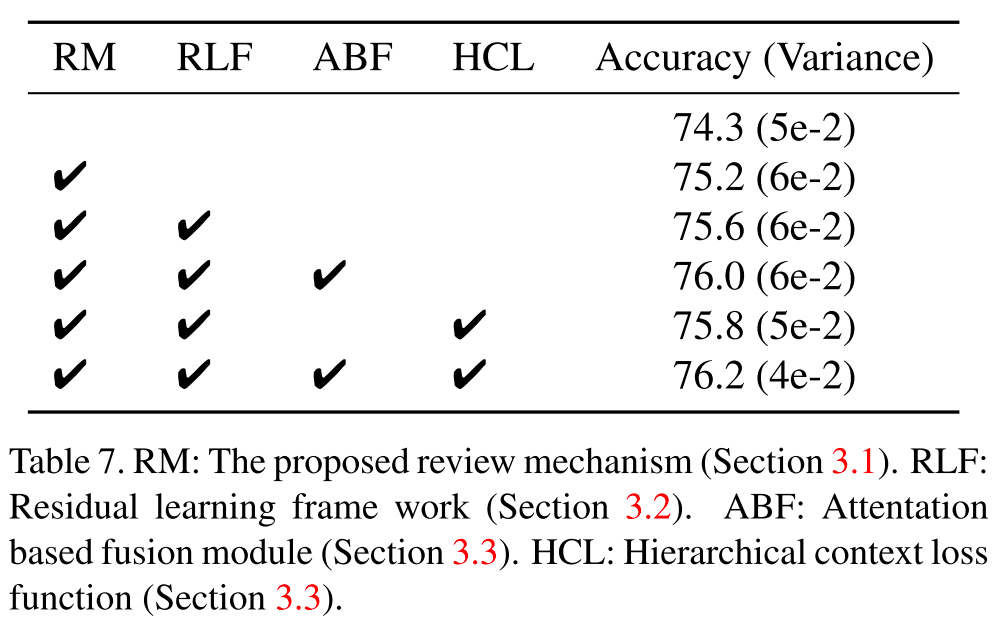 RM RLF ABF HCL Accuracy (Variance)
74.3 (5e-2)
✔ 75.2 (6e-2)
✔ ✔ 75.6 (6e-2)
✔ ✔ ✔ 76.0 (6e-2)
✔ ✔ ✔ 75.8 (5e-2)
✔ ✔ ✔ ✔ 76.2 (4e-2)
Table 7. RM: The proposed review mechanism (Section 3.1). RLF:
Residual learning frame work (Section 3.2). ABF: Attentation
based fusion module (Section 3.3). HCL: Hierarchical context loss
function (Section 3.3).